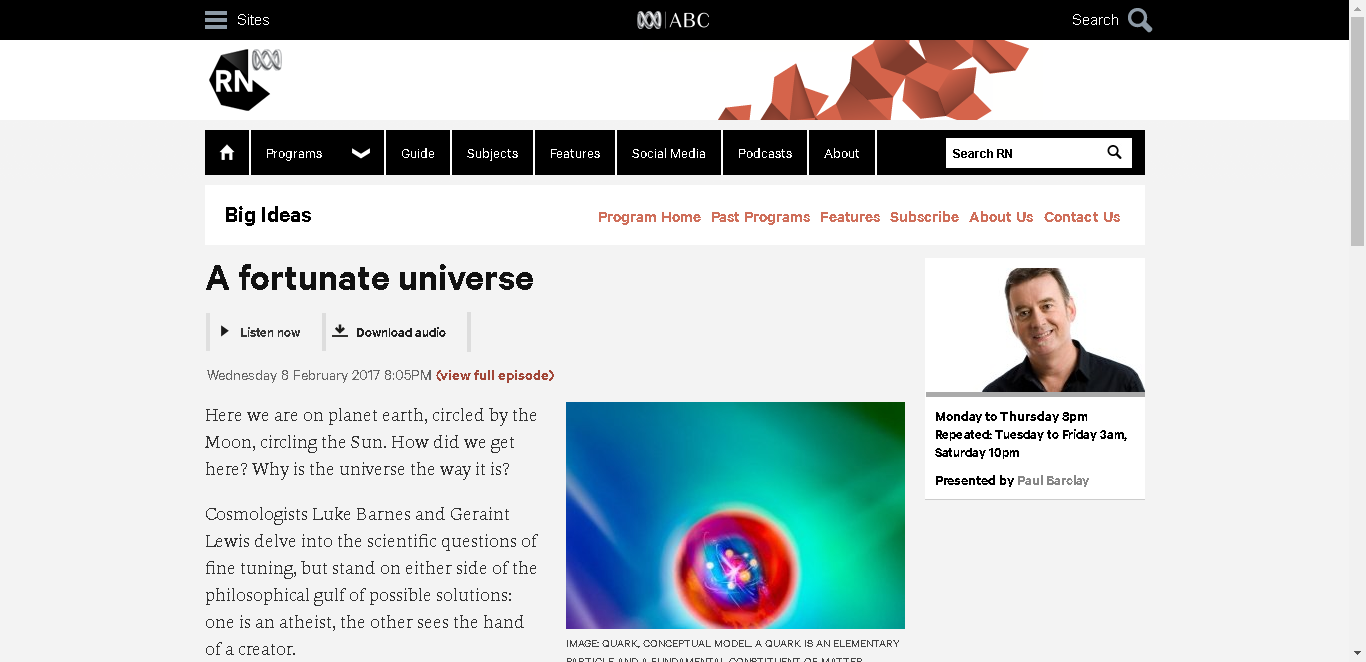 Sites
ABC
Search
RN
Programs
Guide
Subjects
Features
Social Media
Podcasts
About
Search RN
Big Ideas
Program Home
Past Programs
Features
Subscribe
About Us
Contact Us
A fortunate universe
Listen now
Download audio
Wednesday 8 February 2017 8:05PM (view full episode)
Here we are on planet earth, circled by the
Moon, circling the Sun. How did we get
here? Why is the universe the way it is?
Cosmologists Luke Barnes and Geraint
Lewis delve into the scientific questions of
fine tuning, but stand on either side of the
philosophical gulf of possible solutions:
one is an atheist, the other sees the hand
of a creator.
IMAGE: QUARK, CONCEPTUAL MODEL. A QUARK IS AN ELEMENTARY
PARTICLE AND A FUNDAMENTAL CONSTITUENT OF MATTER
Monday to Thursday 8pm
Repeated: Tuesday to Friday 3am,
Saturday 10pm
Presented by Paul Barclay